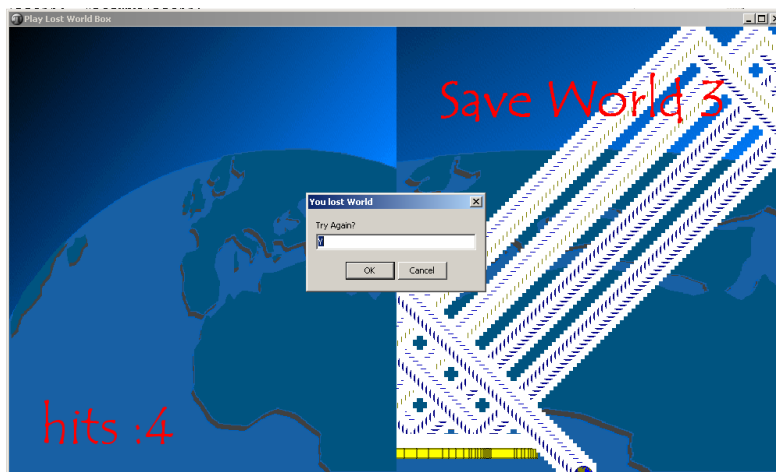 Play Lost World Box
Save World 3
You lost World
Try Again?
Y
OK
Cancel
hits :4